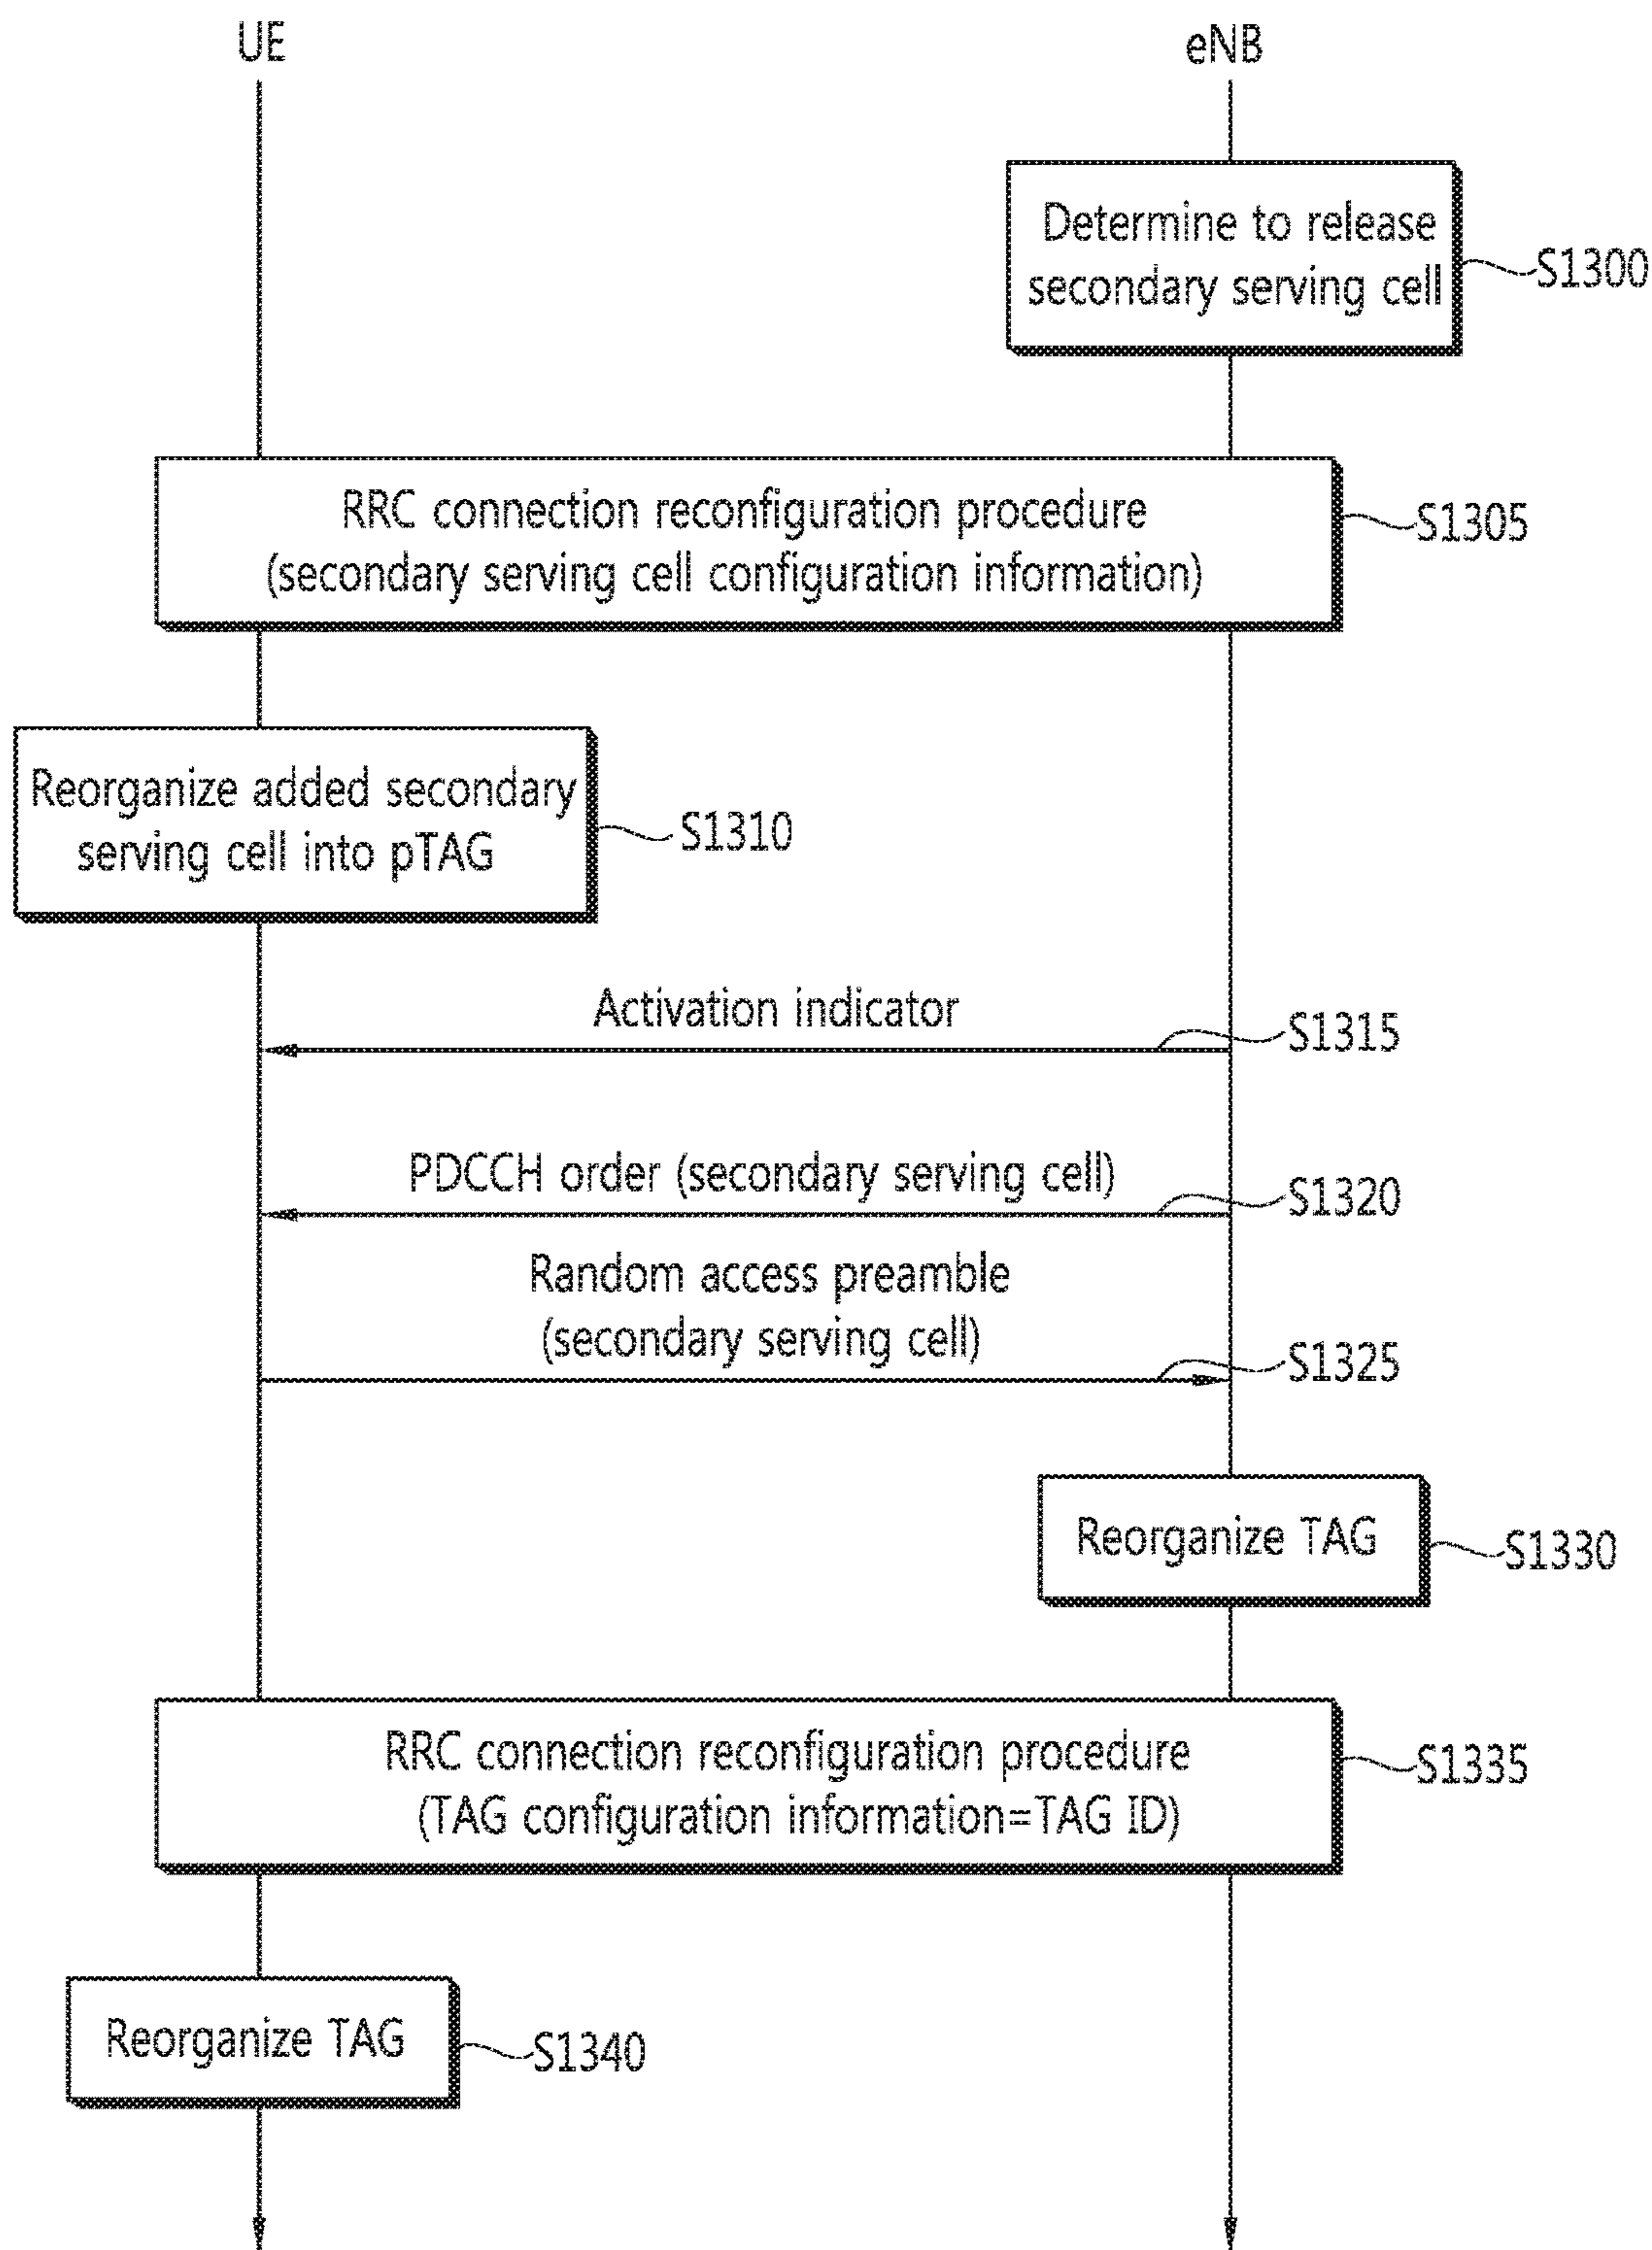 UE
eNB
Determine to release
secondary serving cell
S1300
RRC connection reconfiguration procedure
(secondary serving cell configuration information)
S1305
Reorganize added secondary
serving cell into pTAG
S1310
Activation indicator
S1315
PDCCH order (secondary serving cell)
S1320
Random access preamble
(secondary serving cell)
S1325
Reorganize TAG
S1330
RRC connection reconfiguration procedure
(TAG configuration information=TAG ID)
S1335
Reorganize TAG
S1340